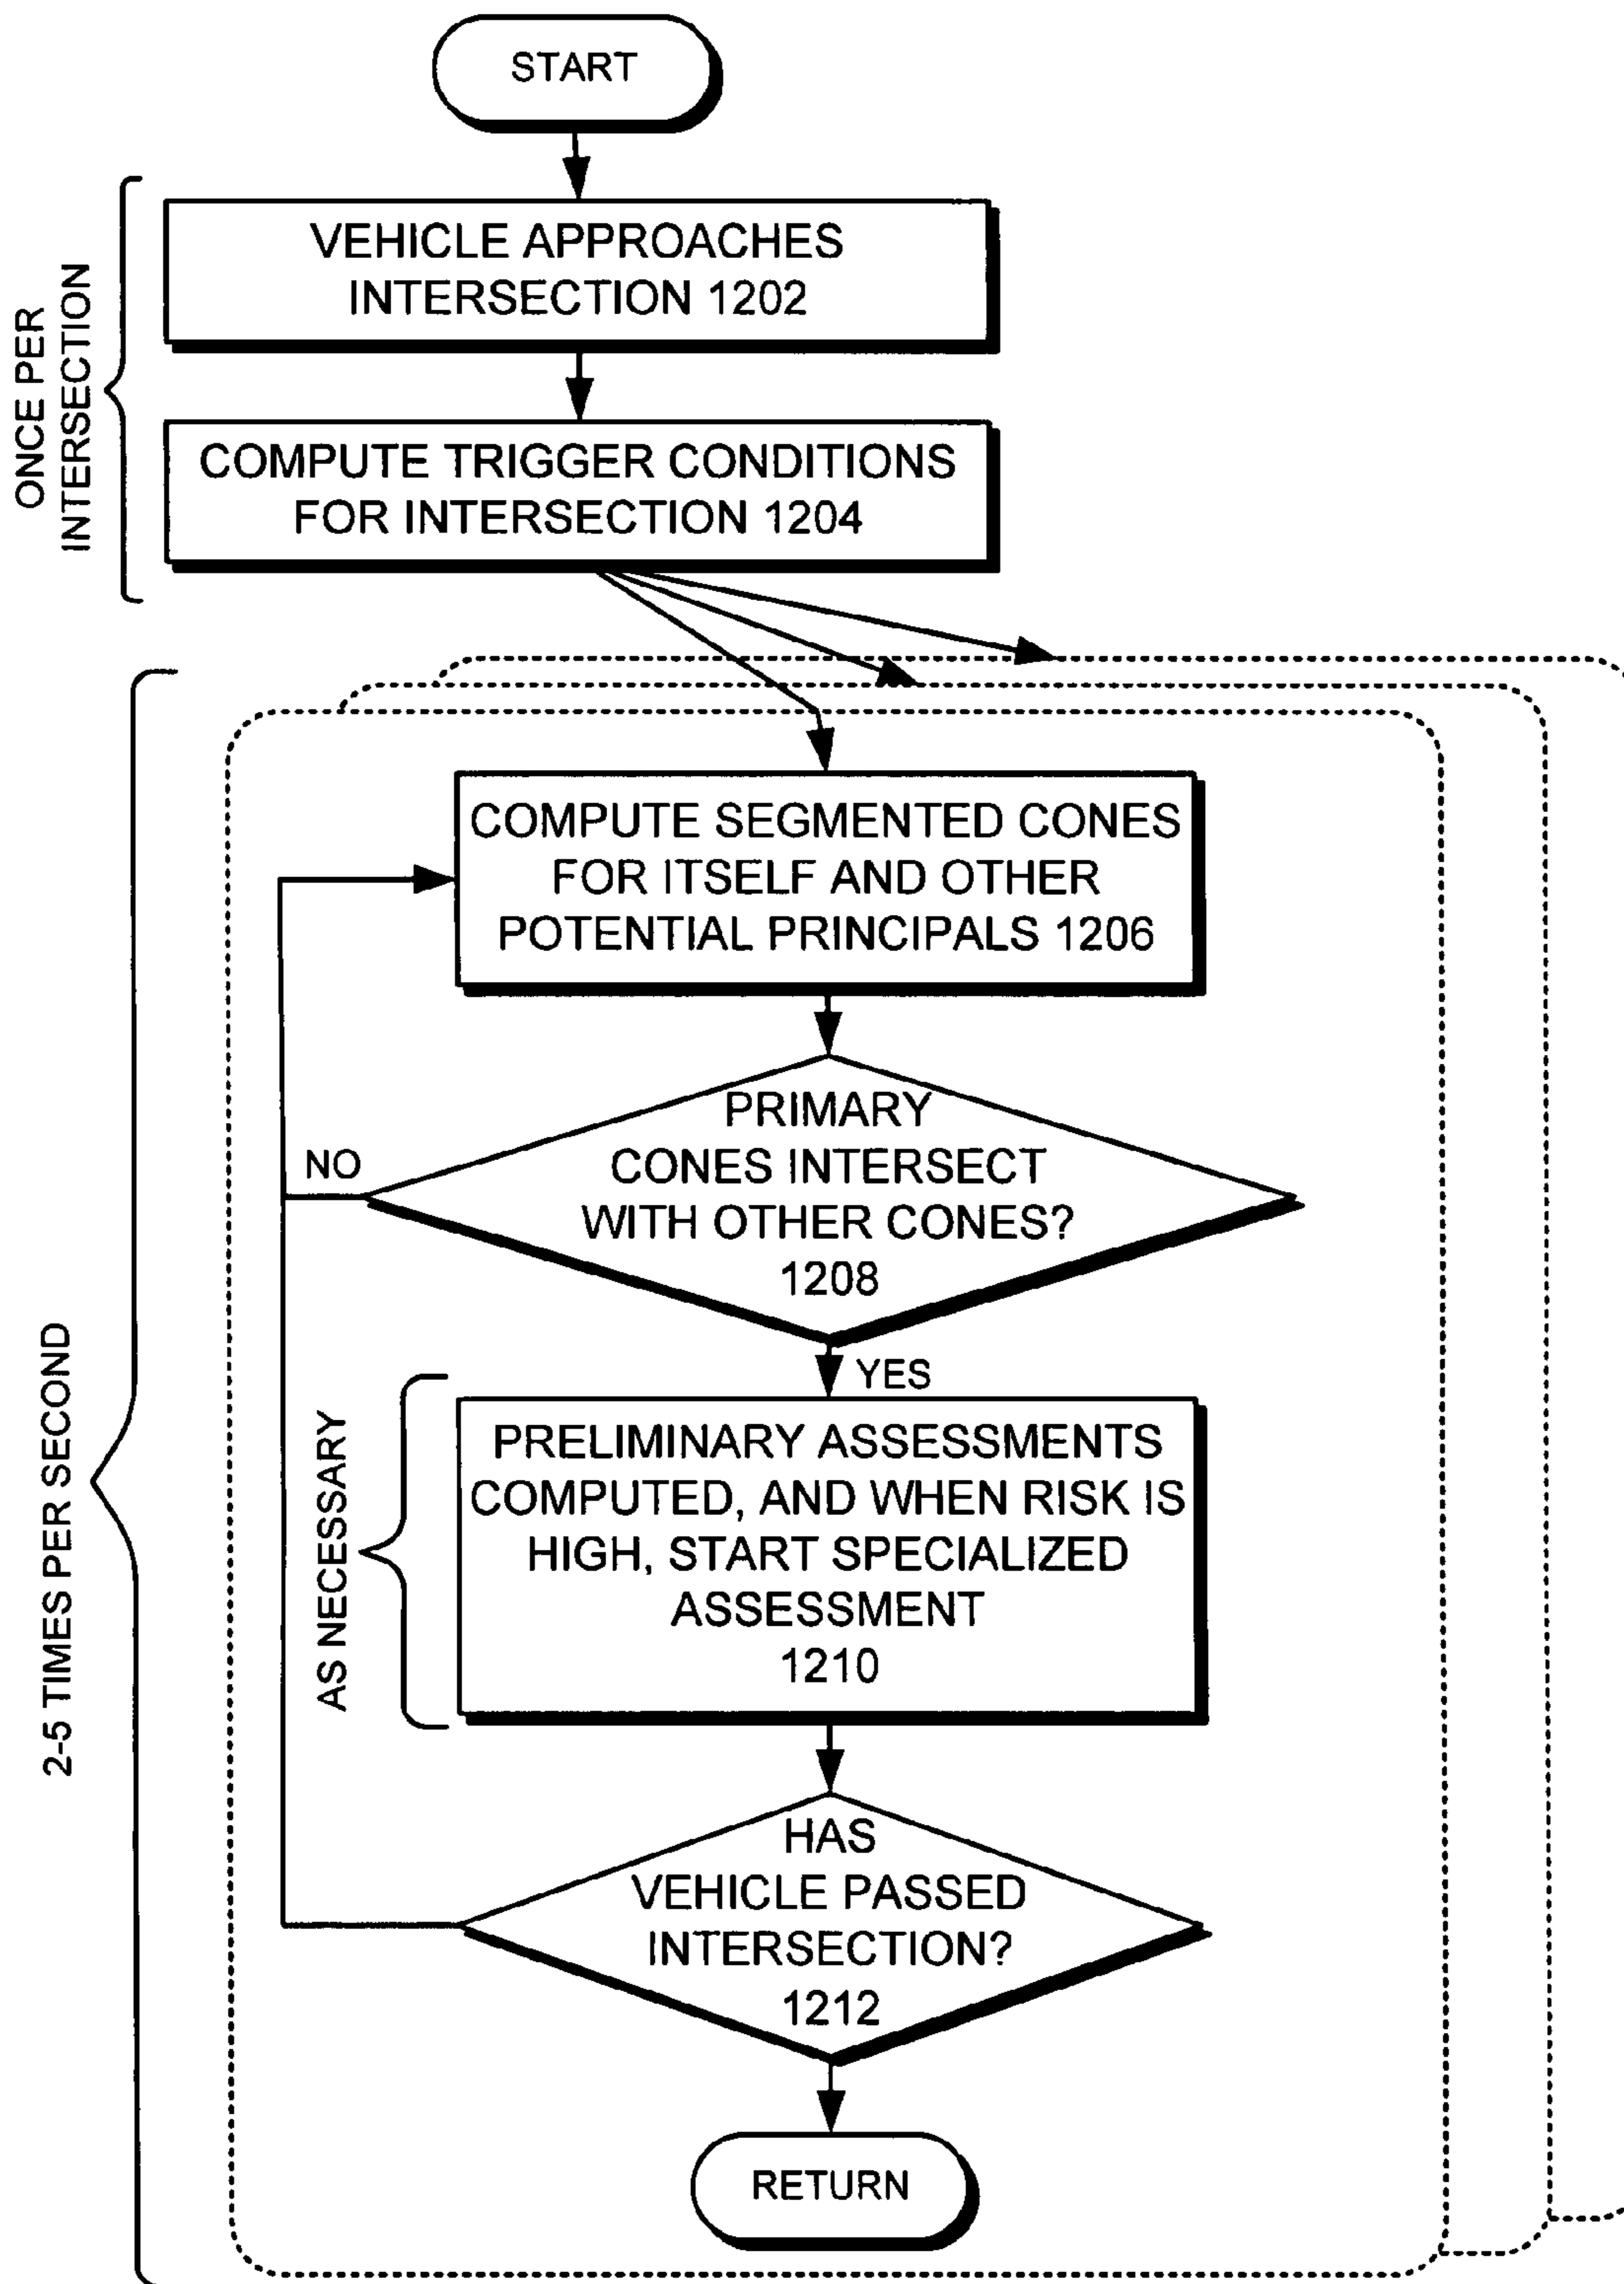 START
ONCE PER
INTERSECTION
VEHICLE APPROACHES
INTERSECTION 1202
COMPUTE TRIGGER CONDITIONS
FOR INTERSECTION 1204
2-5 TIMES PER SECOND
COMPUTE SEGMENTED CONES
FOR ITSELF AND OTHER
POTENTIAL PRINCIPALS 1206
PRIMARY
CONES INTERSECT
WITH OTHER CONES?
1208
NO
YES
AS NECESSARY
PRELIMINARY ASSESSMENTS
COMPUTED, AND WHEN RISK IS
HIGH, START SPECIALIZED
ASSESSMENT
1210
HAS
VEHICLE PASSED
INTERSECTION?
1212
RETURN